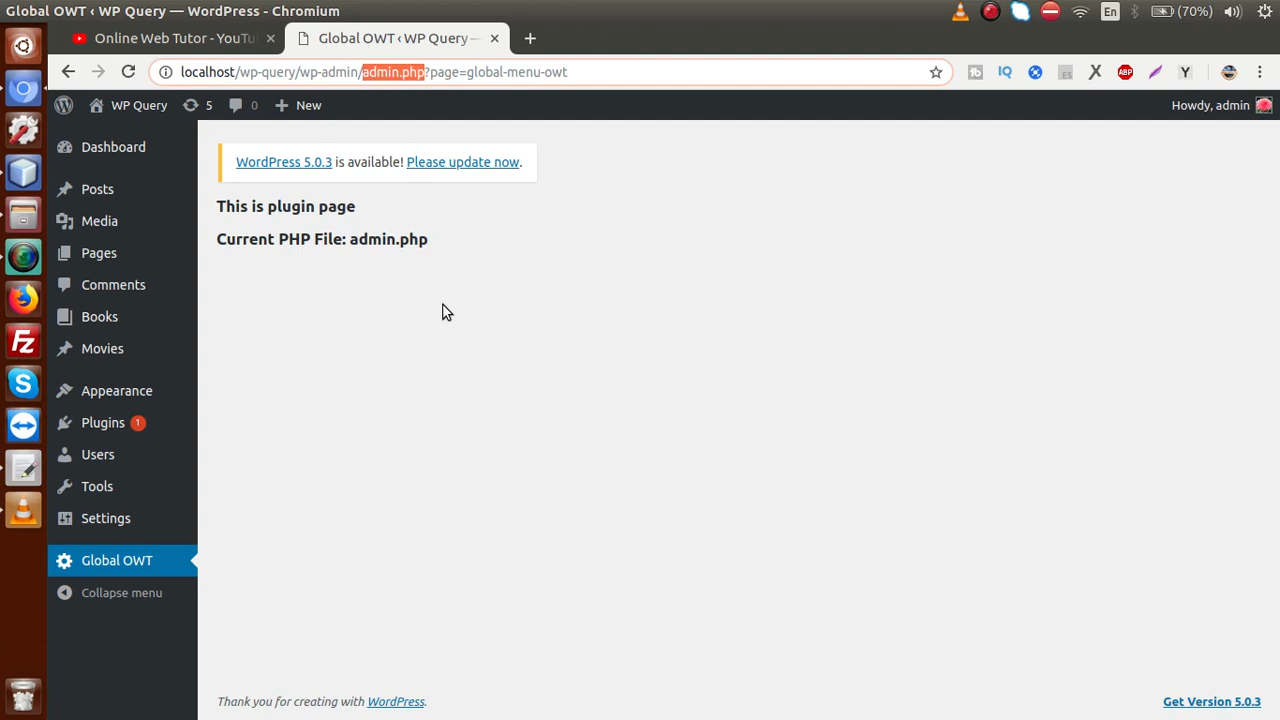 Global OWT ‹ WP Query — WordPress - Chromium
En
(70%)
Online Web Tutor - YouTu
Global OWT ‹ WP Query —
localhost/wp-query/wp-admin/admin.php?page=global-menu-owt
IQ
ES
X
ABP
Y
WP Query
5
0
New
Howdy, admin
Dashboard
Posts
Media
Pages
Comments
Books
Movies
Appearance
Plugins 1
Users
Tools
Settings
Global OWT
Collapse menu
WordPress 5.0.3 is available! Please update now.
This is plugin page
Current PHP File: admin.php
Thank you for creating with WordPress.
Get Version 5.0.3